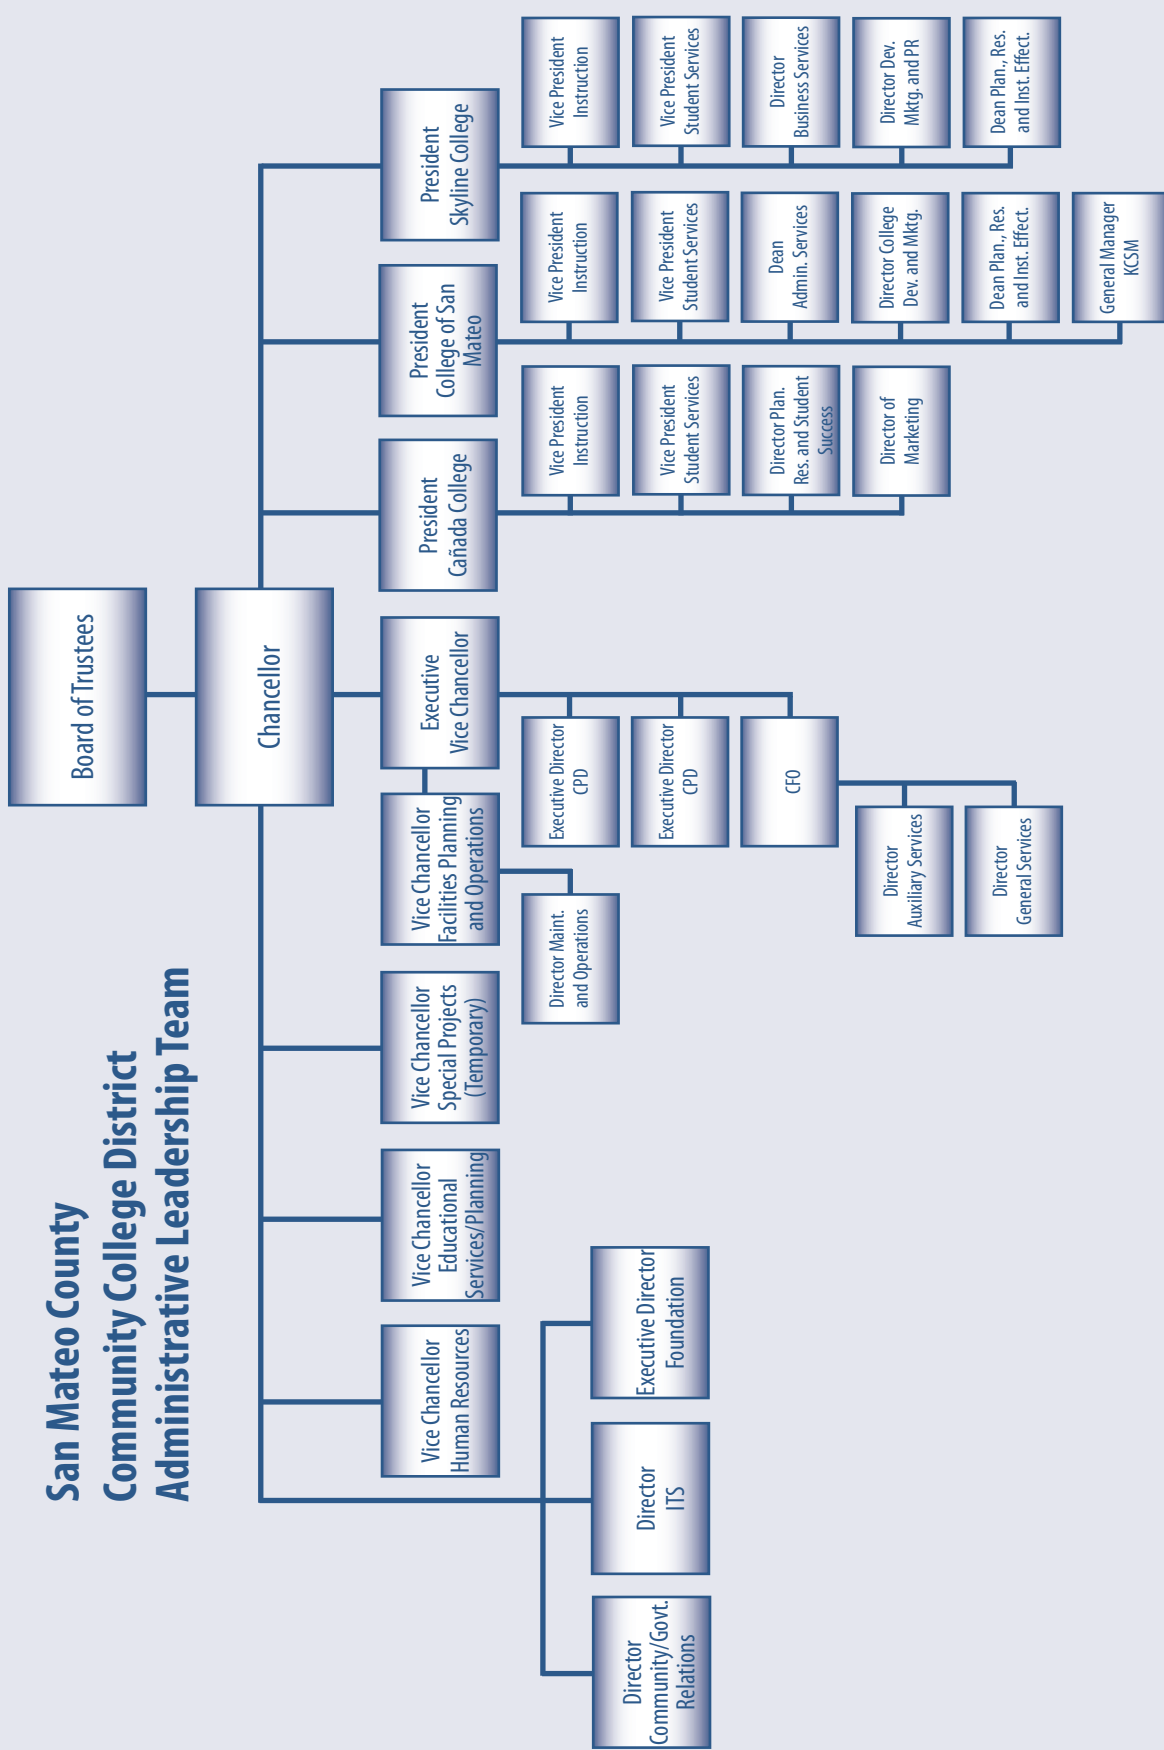 San Mateo County
Community College District
Administrative Leadership Team
Board of Trustees
Chancellor
Vice Chancellor
Human Resources
Vice Chancellor
Educational
Services/Planning
Vice Chancellor
Special Projects
(Temporary)
Vice Chancellor
Facilities Planning
and Operations
Executive
Vice Chancellor
President
Cañada College
President
College of San
Mateo
President
Skyline College
Director
Community/Govt.
Relations
Director
ITS
Executive Director
Foundation
Director Maint.
and Operations
Executive Director
CPD
Executive Director
CPD
CFO
Director
Auxiliary Services
Director
General Services
Vice President
Instruction
Vice President
Student Services
Director Plan.
Res. and Student
Success
Director of
Marketing
Vice President
Instruction
Vice President
Student Services
Dean
Admin. Services
Director College
Dev. and Mktg.
Dean Plan., Res.
and Inst. Effect.
General Manager
KCSM
Vice President
Instruction
Vice President
Student Services
Director
Business Services
Director Dev.
Mktg. and PR
Dean Plan., Res.
and Inst. Effect.